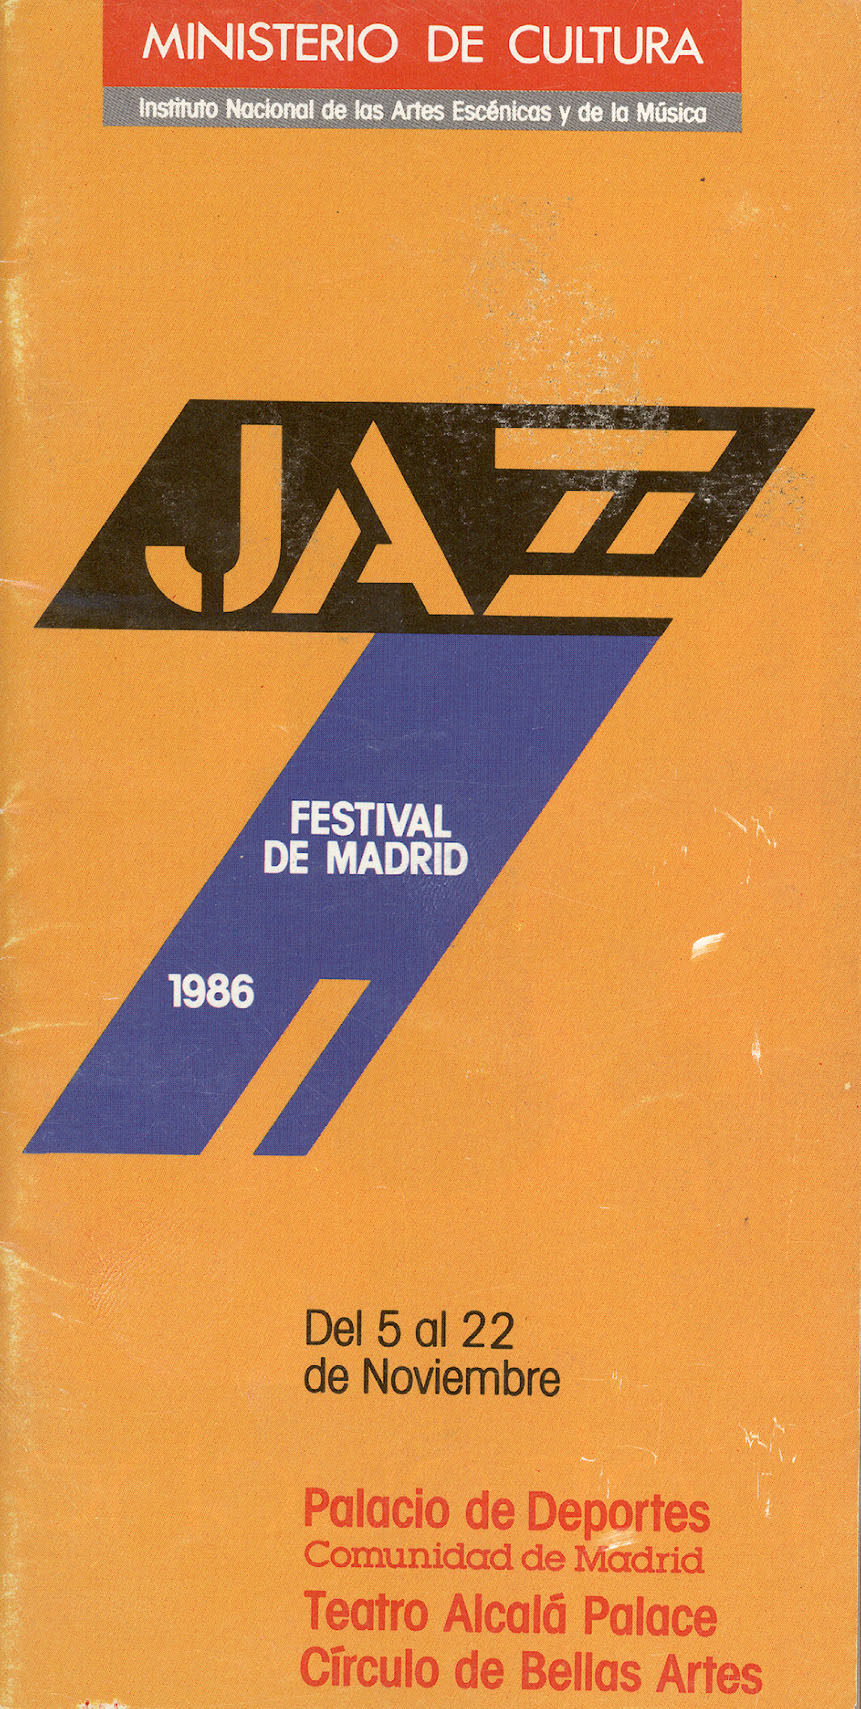 MINISTERIO DE CULTURA
Instituto Nacional de las Artes Escénicas y de la Música
JAZZ
FESTIVAL
DE MADRID
1986
Del 5 al 22
de Noviembre
Palacio de Deportes
Comunidad de Madrid
Teatro Alcalá Palace
Círculo de Bellas Artes